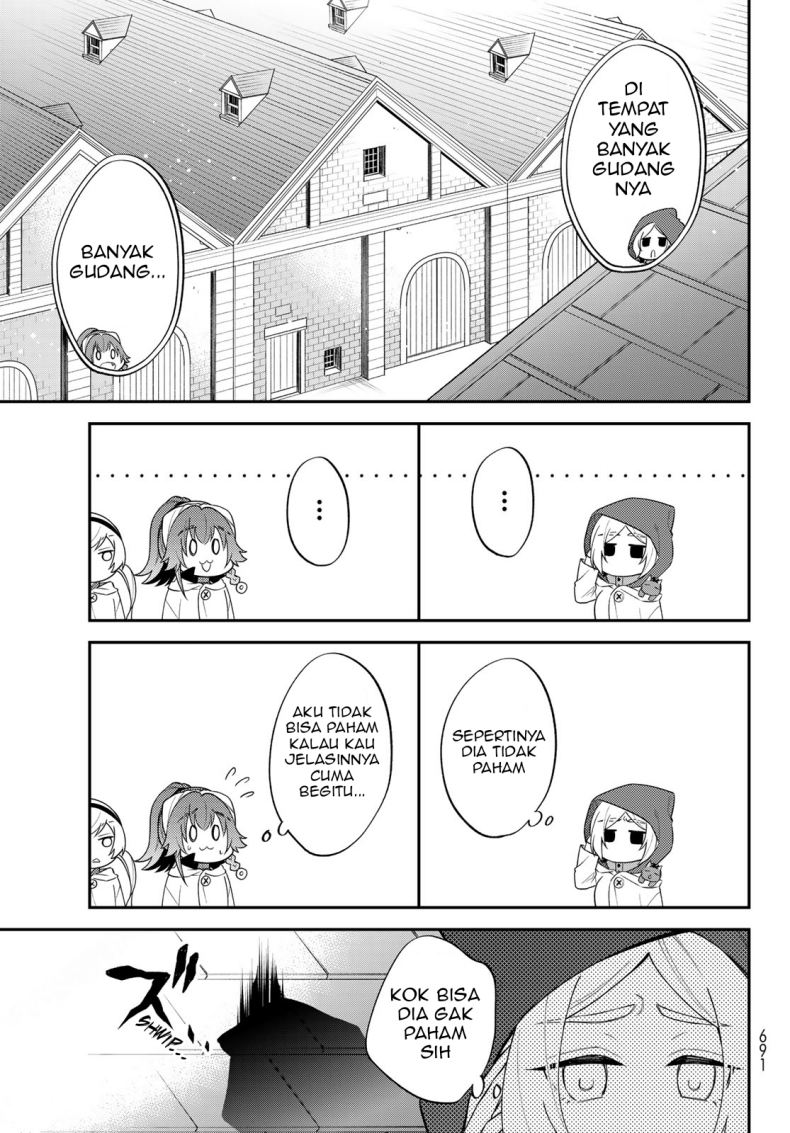 DI
TEMPAT
YANG
BANYAK
GUDANG
NYA
BANYAK
GUDANG...
...
...
SEPERTINYA
DIA TIDAK
PAHAM
AKU TIDAK
BISA PAHAM
KALAU KAU
JELASINNYA
CUMA
BEGITU...
KOK BISA
DIA GAK
PAHAM
SIH
ズ
SHWIP...
691